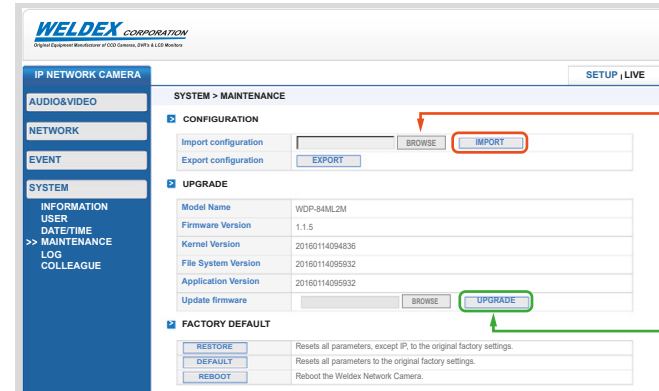 WELDEX CORPORATION
Original Equipment Manufacturer of CCD Cameras, DVR's & LCD Monitors
IP NETWORK CAMERA
SETUP | LIVE
AUDIO&VIDEO
NETWORK
EVENT
SYSTEM
INFORMATION
USER
DATE/TIME
>> MAINTENANCE
LOG
COLLEAGUE
SYSTEM > MAINTENANCE
CONFIGURATION
Import configuration BROWSE IMPORT
Export configuration EXPORT
UPGRADE
Model Name WDP-84ML2M
Firmware Version 1.1.5
Kernel Version 20160114094836
File System Version 20160114095932
Application Version 20160114095932
Update firmware BROWSE UPGRADE
FACTORY DEFAULT
RESTORE Resets all parameters, except IP, to the original factory settings.
DEFAULT Resets all parameters to the original factory settings.
REBOOT Reboot the Weldex Network Camera.